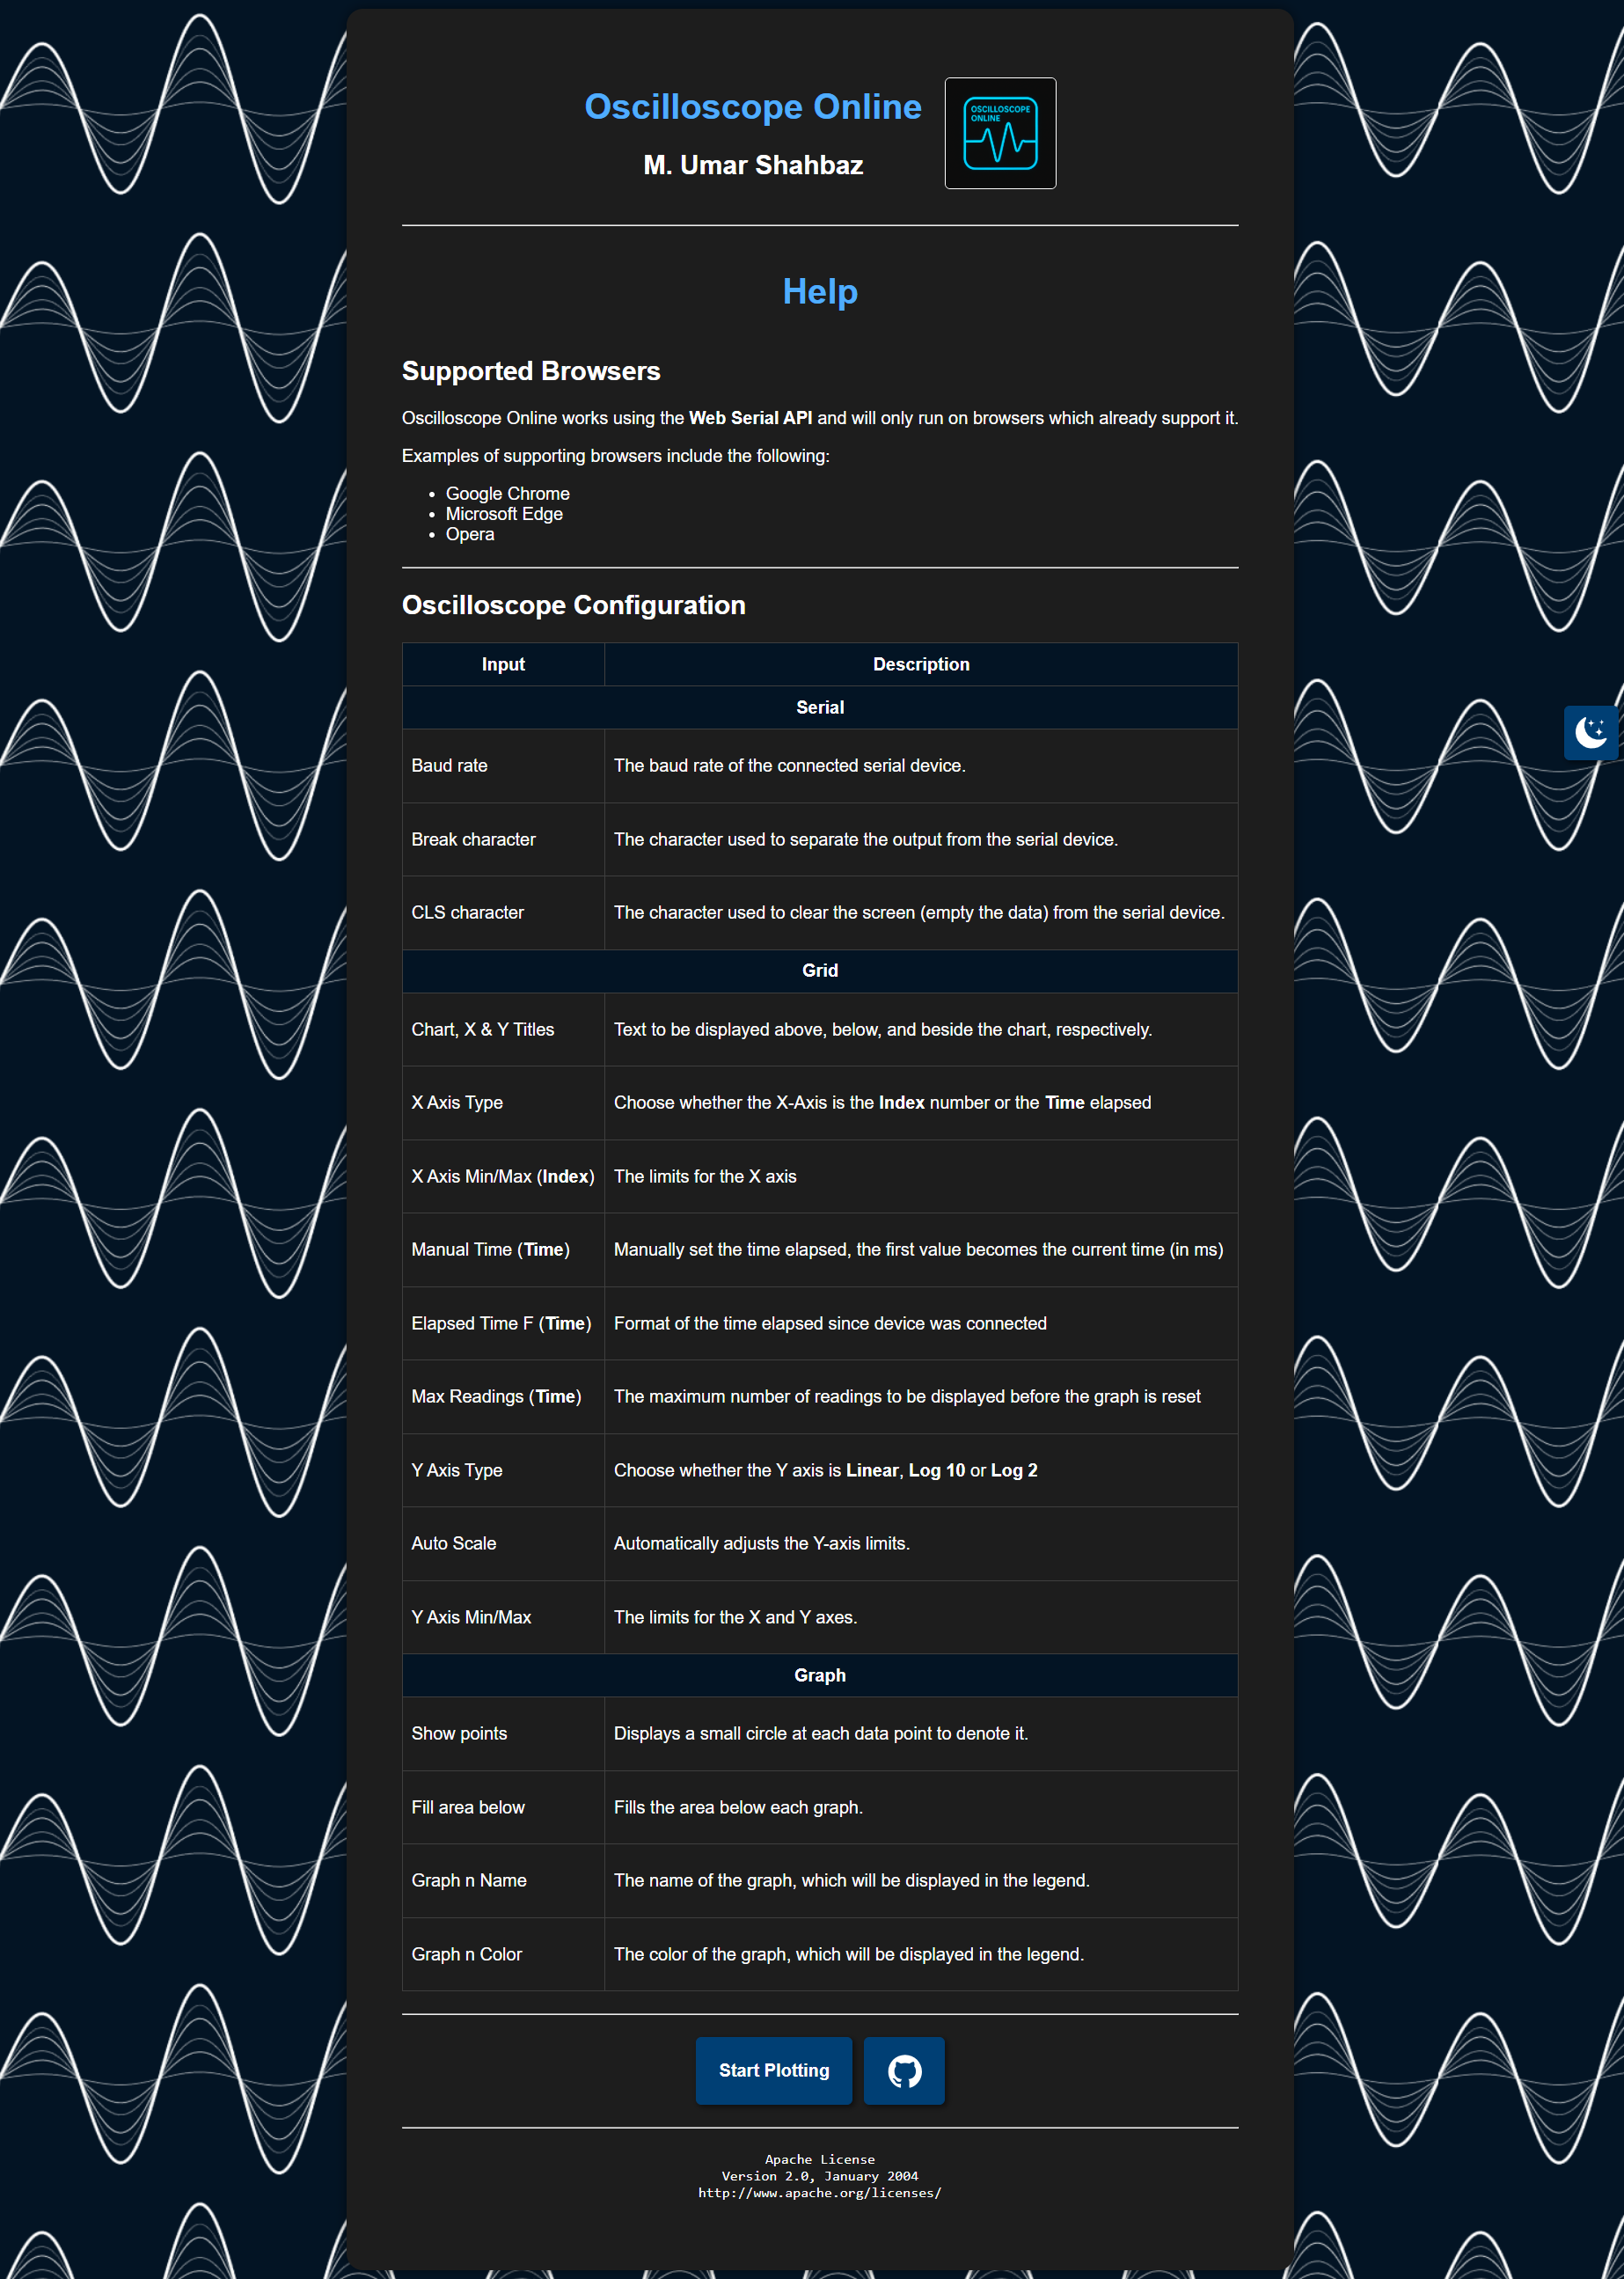 Oscilloscope Online
M. Umar Shahbaz
OSCILLOSCOPE
ONLINE
Help
Supported Browsers
Oscilloscope Online works using the Web Serial API and will only run on browsers which already support it.
Examples of supporting browsers include the following:
• Google Chrome
• Microsoft Edge
• Opera
Oscilloscope Configuration
Input Description
Serial
Baud rate The baud rate of the connected serial device.
Break character The character used to separate the output from the serial device.
CLS character The character used to clear the screen (empty the data) from the serial device.
Grid
Chart, X & Y Titles Text to be displayed above, below, and beside the chart, respectively.
X Axis Type Choose whether the X-Axis is the Index number or the Time elapsed
X Axis Min/Max (Index) The limits for the X axis
Manual Time (Time) Manually set the time elapsed, the first value becomes the current time (in ms)
Elapsed Time F (Time) Format of the time elapsed since device was connected
Max Readings (Time) The maximum number of readings to be displayed before the graph is reset
Y Axis Type Choose whether the Y axis is Linear, Log 10 or Log 2
Auto Scale Automatically adjusts the Y-axis limits.
Y Axis Min/Max The limits for the X and Y axes.
Graph
Show points Displays a small circle at each data point to denote it.
Fill area below Fills the area below each graph.
Graph n Name The name of the graph, which will be displayed in the legend.
Graph n Color The color of the graph, which will be displayed in the legend.
Start Plotting
Apache License
Version 2.0, January 2004
http://www.apache.org/licenses/